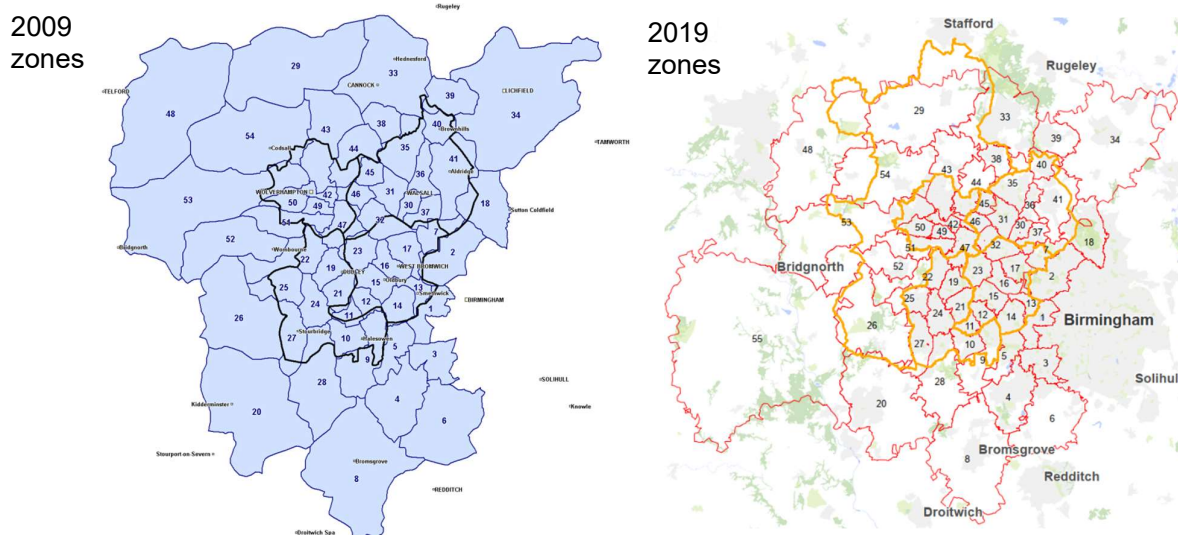 2009
zones
Rugeley
29
Hednesford
33
CANNOCK
TELFORD
39
LICHFIELD
48
34
38
40
43
Brownhills
54
35
TAMWORTH
Codsall
44
41
45
36
Aldridge
WOLVERHAMPTON
42
46
31
WALSALL
53
50
49
30
37
18
Sutton Coldfield
54
47
32
7
Bridgnorth
52
Wombourne
23
17
2
22
19
DUDLEY
16
WEST BROMWICH
25
15
Oldbury
13
21
Smethwick
26
24
12
14
BIRMINGHAM
1
11
Stourbridge
27
10
Halesowen
5
9
3
28
SOLIHULL
Kidderminster
20
4
Knowle
6
Stourport-on-Severn
Bromsgrove
8
REDDITCH
Droitwich Spa
2019
zones
Stafford
Rugeley
29
33
39
34
48
38
40
43
54
44
35
41
45
36
53
50
42
46
31
30
49
37
18
51
47
32
7
Bridgnorth
52
23
17
2
22
19
16
25
15
13
26
24
21
12
14
1
Birmingham
11
55
27
10
5
9
3
Solihull
28
20
4
6
8
Bromsgrove
Redditch
Droitwich